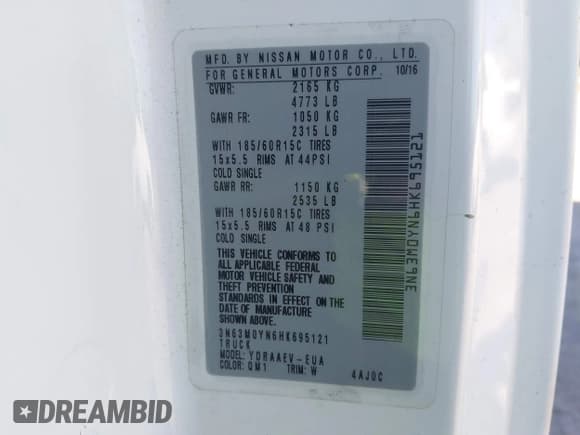 MFD. BY NISSAN MOTOR CO., LTD.
FOR GENERAL MOTORS CORP. 10/16
GVWR: 2165 KG
4773 LB
GAWR FR: 1050 KG
2315 LB
WITH 185/60R15C TIRES
15x5.5 RIMS AT 44PSI
COLD SINGLE
GAWR RR: 1150 KG
2535 LB
WITH 185/60R15C TIRES
15x5.5 RIMS AT 48 PSI
COLD SINGLE
THIS VEHICLE CONFORMS TO
ALL APPLICABLE FEDERAL
MOTOR VEHICLE SAFETY AND
THEFT PREVENTION
STANDARDS IN EFFECT ON THE
DATE OF MANUFACTURE
SHOWN ABOVE.
3N63M0YN6HK695121
TRUCK
MODEL: YDRAAEV-EUA
COLOR: QM1 TRIM: W 4AJ0C
3N63M0YN6HK695121
DREAMBID